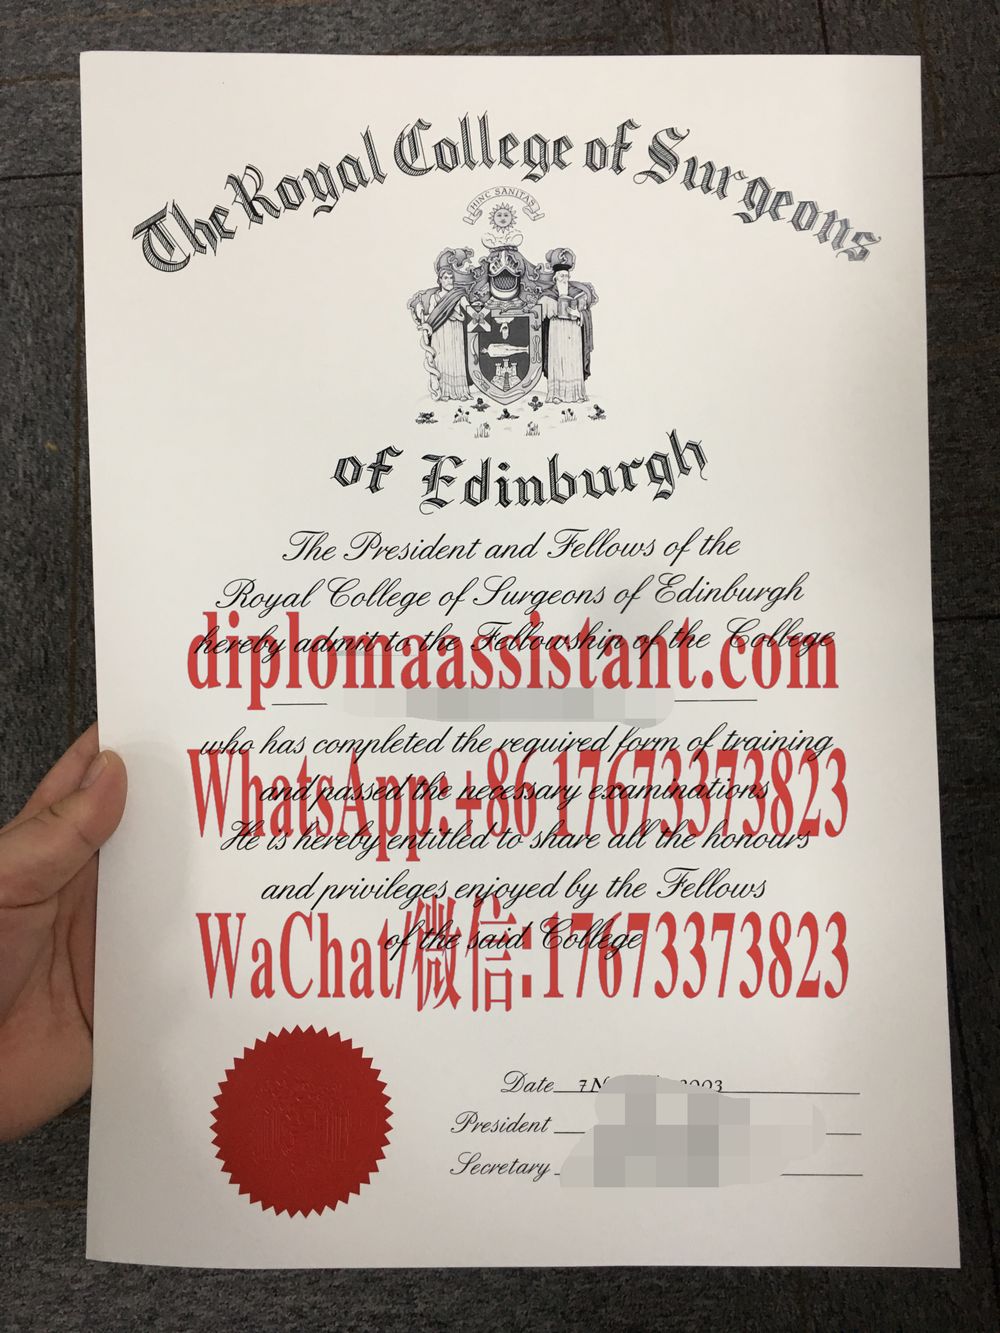 The Royal College of Surgeons
HINC SANITAS
of Edinburgh
The President and Fellows of the
Royal College of Surgeons of Edinburgh
hereby admit to the Fellowship of the College
diplomaassistant.com
who has completed the required form of training
WhatsApp:+86 17673373823
and passed the necessary examinations
He is hereby entitled to share all the honours
and privileges enjoyed by the Fellows
WaChat/微信:17673373823
of the said College
Date 7 N 2003
President
Secretary